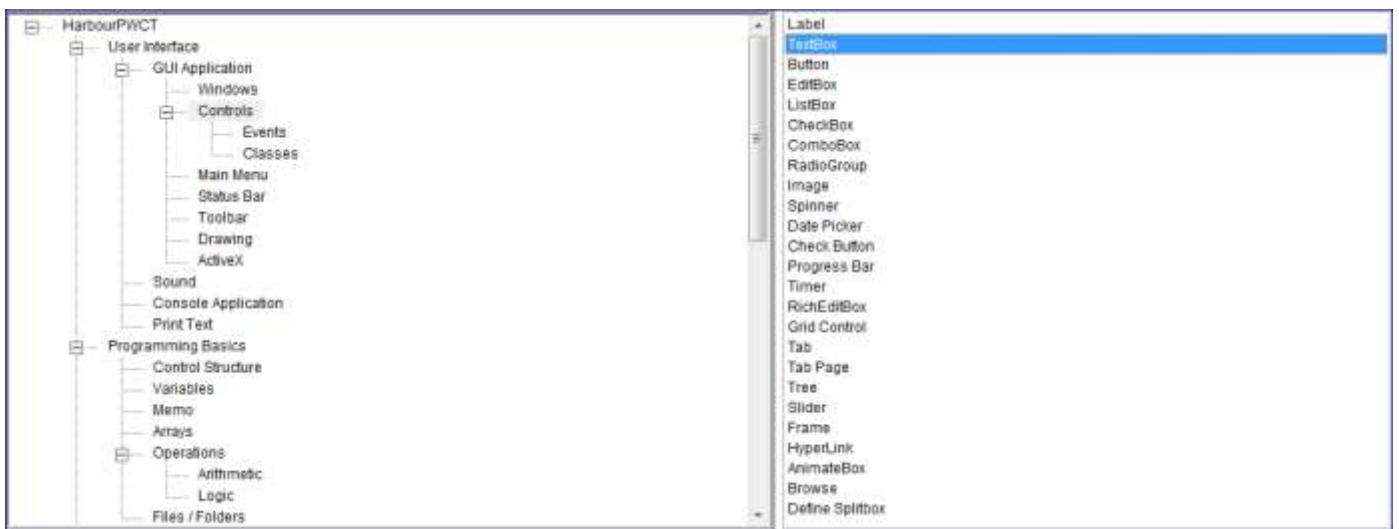 HarbourPWCT
User Interface
GUI Application
Windows
Controls
Events
Classes
Main Menu
Status Bar
Toolbar
Drawing
ActiveX
Sound
Console Application
Print Text
Programming Basics
Control Structure
Variables
Memo
Arrays
Operations
Arithmetic
Logic
Files / Folders
Label
TextBox
Button
EditBox
ListBox
CheckBox
ComboBox
RadioGroup
Image
Spinner
Date Picker
Check Button
Progress Bar
Timer
RichEditBox
Grid Control
Tab
Tab Page
Tree
Slider
Frame
HyperLink
AnimateBox
Browse
Define Splitbox